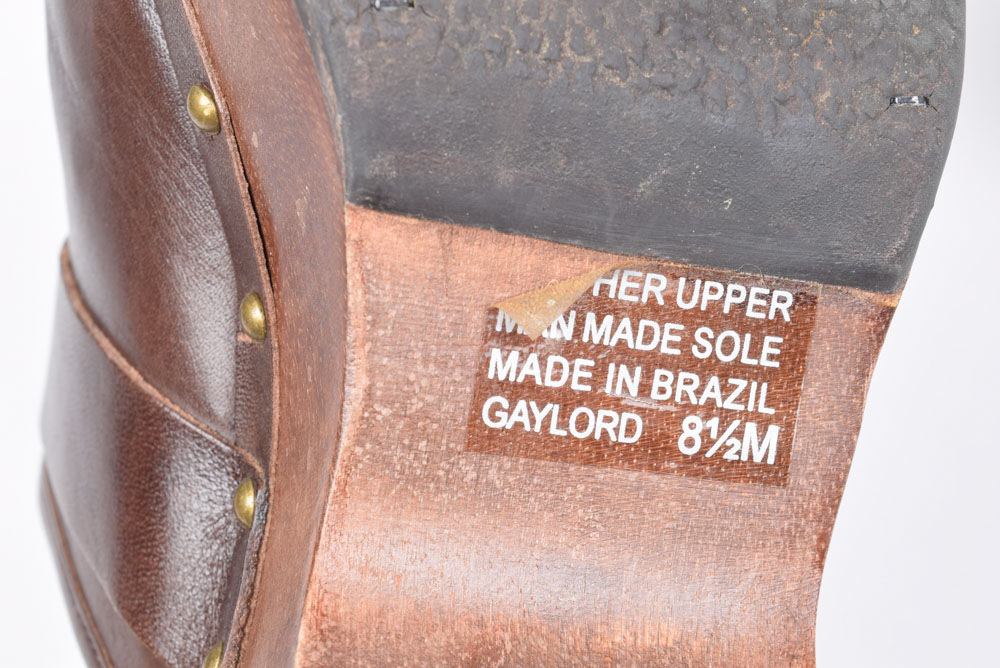 HER UPPER
MAN MADE SOLE
MADE IN BRAZIL
GAYLORD 8½M